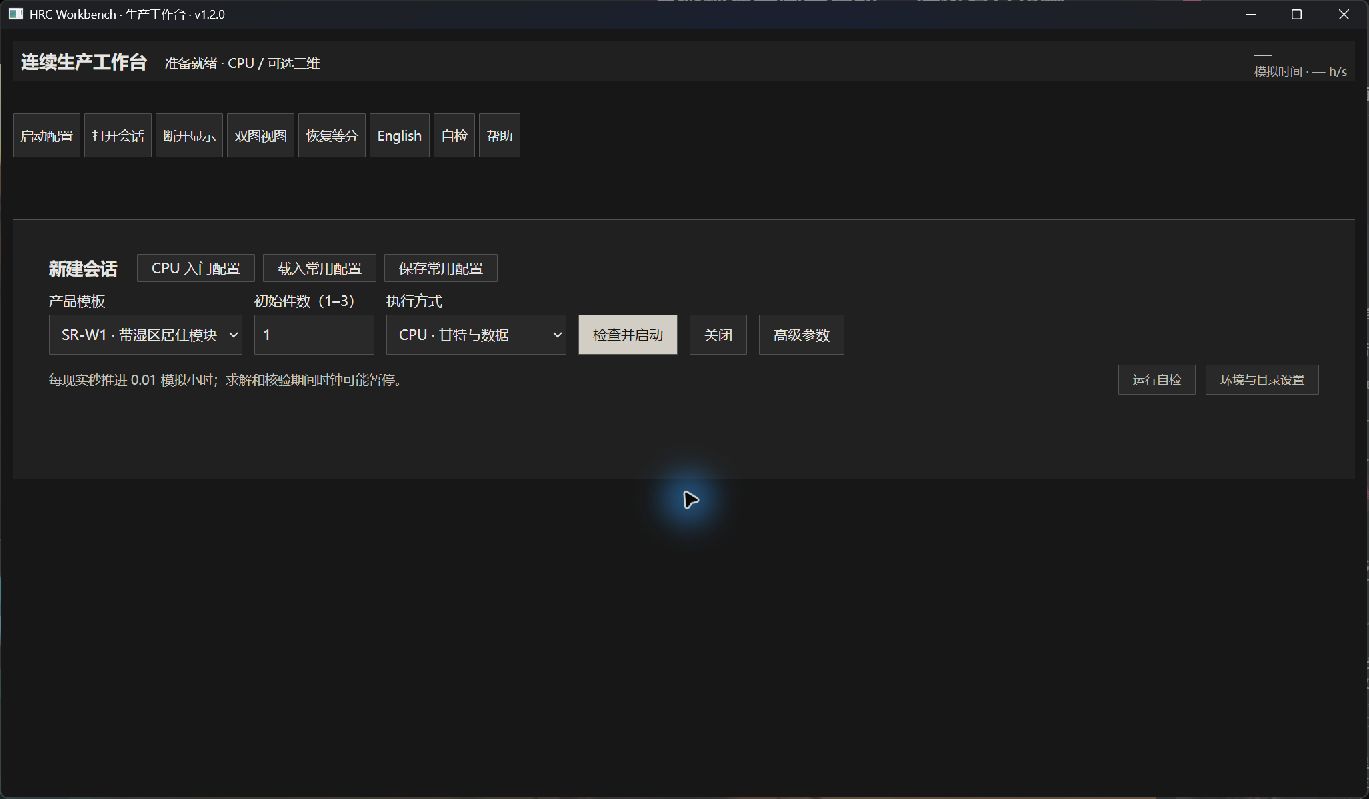 HRC Workbench · 生产工作台 · v1.2.0
连续生产工作台 准备就绪 · CPU / 可选三维
—
模拟时间 · — h/s
启动配置 打开会话 断开显示 双图视图 恢复等分 English 自检 帮助
新建会话 CPU 入门配置 载入常用配置 保存常用配置
产品模板 初始件数（1–3） 执行方式
SR-W1 · 带湿区居住模块 1 CPU · 甘特与数据 检查并启动 关闭 高级参数
每现实秒推进 0.01 模拟小时；求解和核验期间时钟可能暂停。 运行自检 环境与目录设置